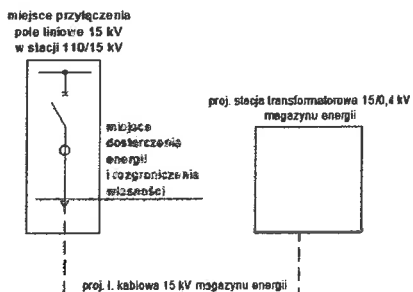 miejsce przyłączenia
pole liniowe 15 kV
w stacji 110/15 kV
miejsce
dostarczenia
energii
i rozgraniczenia
własności
proj. stacja transformatorowa 15/0,4 kV
magazynu energii
proj. l. kablowa 15 kV magazynu energii